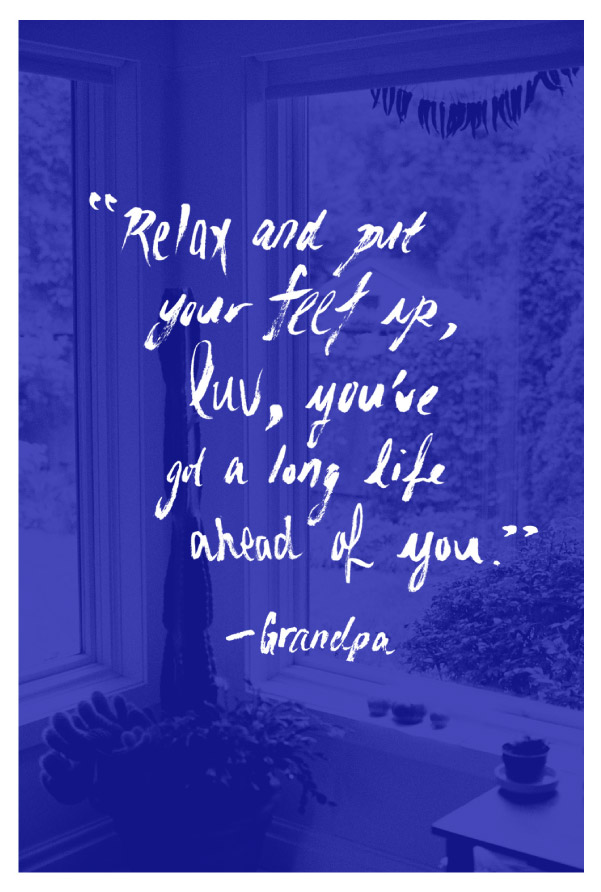 “Relax and put
your feet up,
luv, you've
got a long life
ahead of you.”
—Grandpa